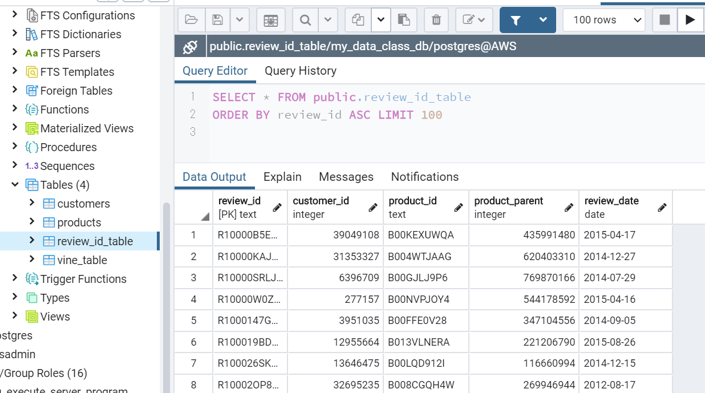 FTS Configurations
FTS Dictionaries
Aa FTS Parsers
FTS Templates
Foreign Tables
Functions
Materialized Views
Procedures
1..3 Sequences
Tables (4)
customers
products
review_id_table
vine_table
Trigger Functions
Types
Views
ostgres
sadmin
/Group Roles (16)
execute_server_program
100 rows
public.review_id_table/my_data_class_db/postgres@AWS
Query Editor Query History
1 SELECT * FROM public.review_id_table
2 ORDER BY review_id ASC LIMIT 100
3
Data Output Explain Messages Notifications
review_id customer_id product_id product_parent review_date
[PK] text integer text integer date
1 R10000B5E... 39049108 B00KEXUWQA 435991480 2015-04-17
2 R10000KAJ... 31353327 B004WTJAAG 620403310 2014-12-27
3 R10000SRLJ... 6396709 B00GJLJ9P6 769870166 2014-07-29
4 R10000W0Z... 277157 B00NVPJOY4 544178592 2015-04-16
5 R1000147G... 3951035 B00FFE0V28 347104556 2014-09-05
6 R100019BD... 12955664 B013VLNERA 221206790 2015-08-26
7 R100026SK... 13646475 B00LQD912I 116660994 2014-12-15
8 R10002OP8... 32695235 B008CGQH4W 269946944 2012-08-17